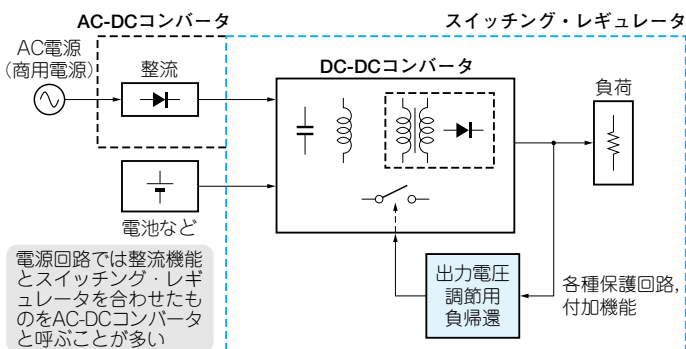 AC-DCコンバータ
スイッチング・レギュレータ
AC電源
(商用電源)
整流
DC-DCコンバータ
負荷
電池など
出力電圧
調節用
負帰還
各種保護回路,
付加機能
電源回路では整流機能
とスイッチング・レギ
ュレータを合わせたも
のをAC-DCコンバータ
と呼ぶことが多い